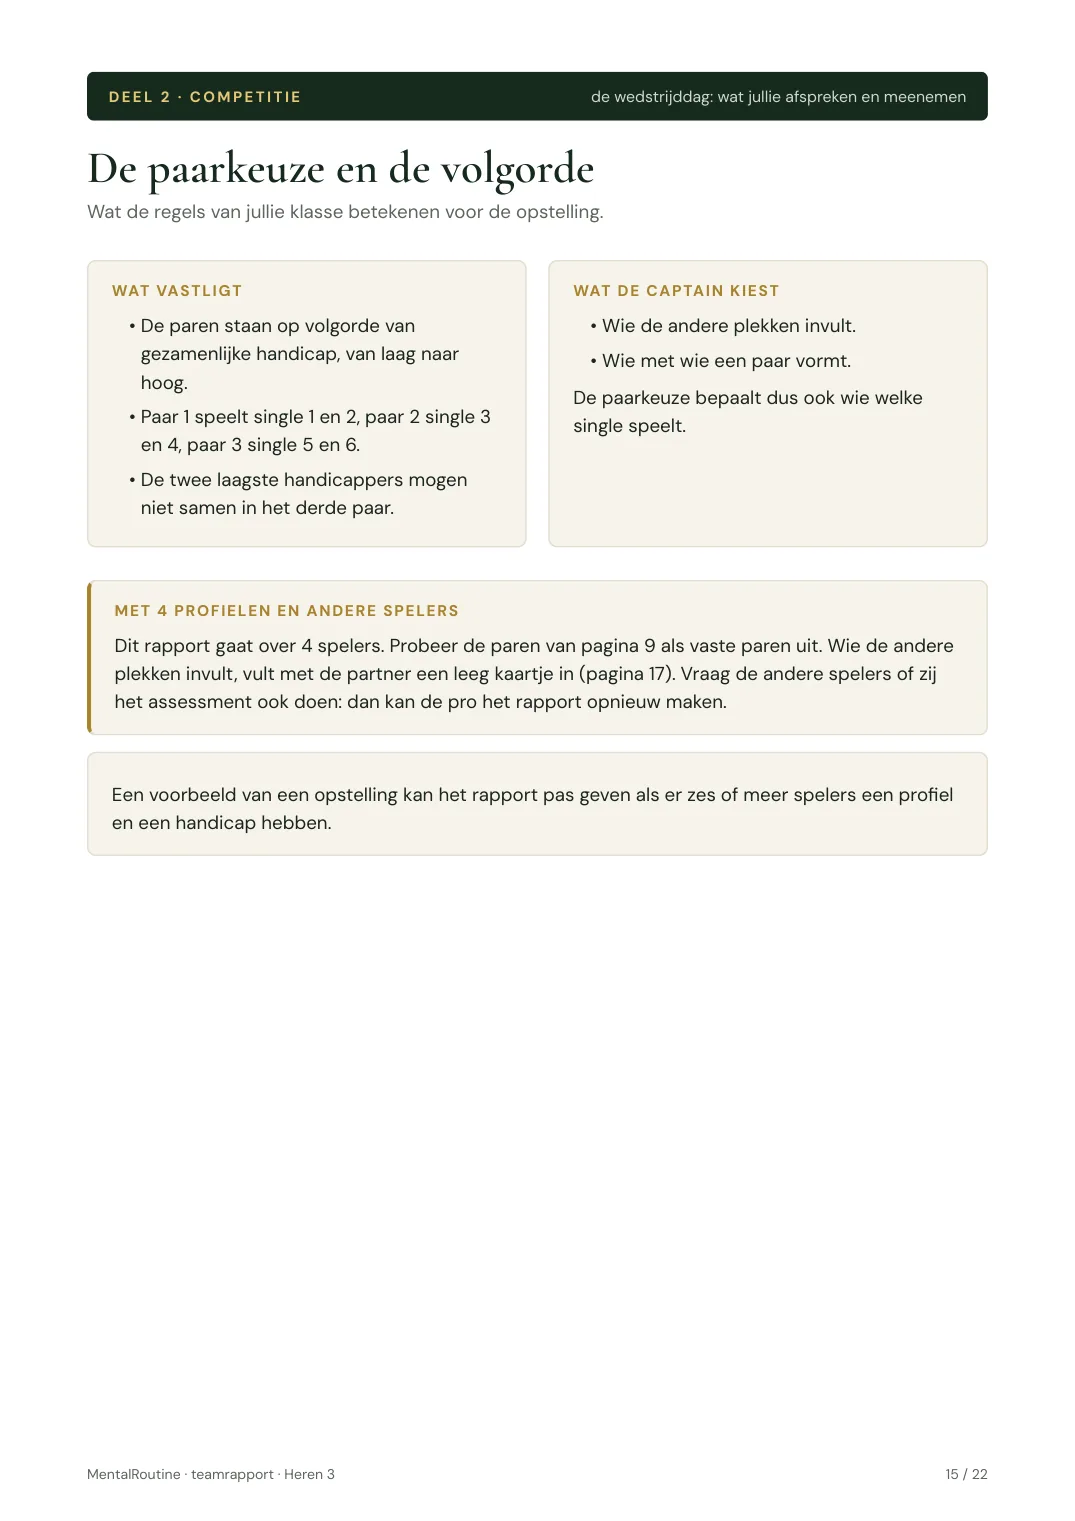 DEEL 2 · COMPETITIE
de wedstrijddag: wat jullie afspreken en meenemen
De paarkeuze en de volgorde
Wat de regels van jullie klasse betekenen voor de opstelling.
WAT VASTLIGT
• De paren staan op volgorde van
gezamenlijke handicap, van laag naar
hoog.
• Paar 1 speelt single 1 en 2, paar 2 single 3
en 4, paar 3 single 5 en 6.
• De twee laagste handicappers mogen
niet samen in het derde paar.
WAT DE CAPTAIN KIEST
• Wie de andere plekken invult.
• Wie met wie een paar vormt.
De paarkeuze bepaalt dus ook wie welke
single speelt.
MET 4 PROFIELEN EN ANDERE SPELERS
Dit rapport gaat over 4 spelers. Probeer de paren van pagina 9 als vaste paren uit. Wie de andere
plekken invult, vult met de partner een leeg kaartje in (pagina 17). Vraag de andere spelers of zij
het assessment ook doen: dan kan de pro het rapport opnieuw maken.
Een voorbeeld van een opstelling kan het rapport pas geven als er zes of meer spelers een profiel
en een handicap hebben.
MentalRoutine · teamrapport · Heren 3
15 / 22